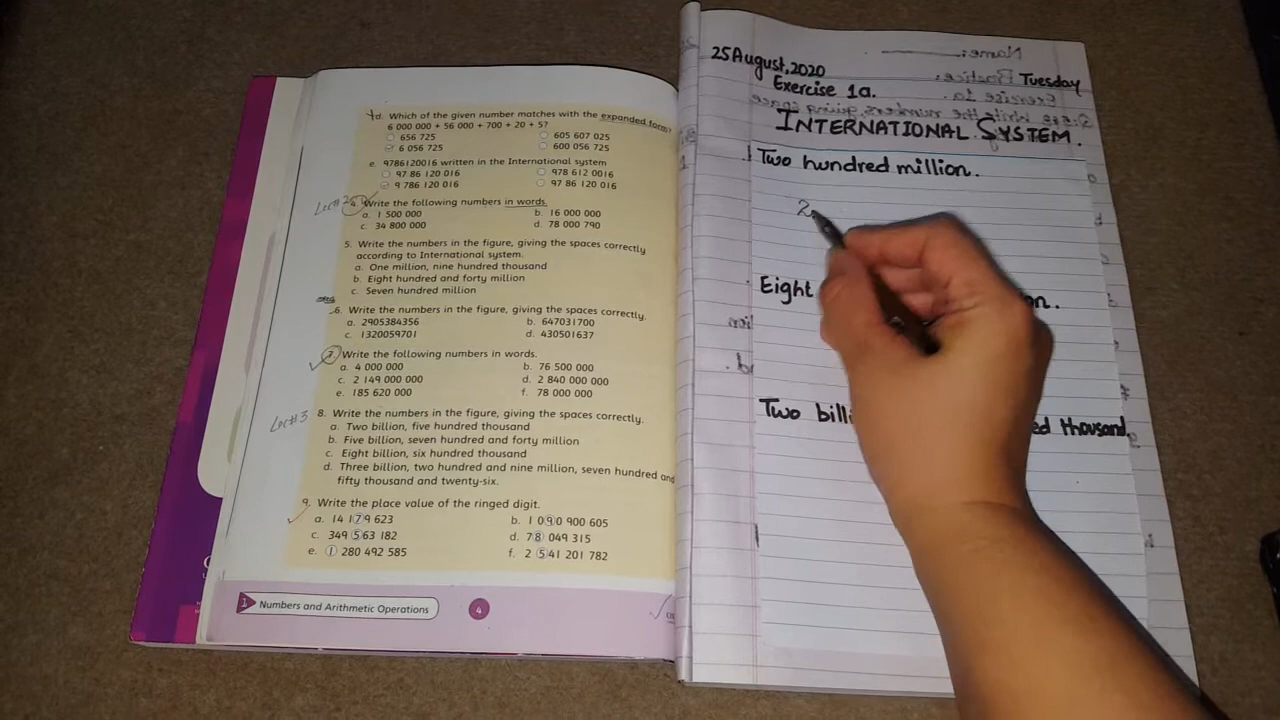 d. Which of the given number matches with the expanded form?
6 000 000 + 56 000 + 700 + 20 + 5?
656 725 605 607 025
6 056 725 600 056 725
e. 9786120016 written in the International system
97 86 120 016 978 612 0016
9 786 120 016 97 86 120 016
Lec#2
4. Write the following numbers in words.
a. 1 500 000 b. 16 000 000
c. 34 800 000 d. 78 000 790
5. Write the numbers in the figure, giving the spaces correctly
according to International system.
a. One million, nine hundred thousand
b. Eight hundred and forty million
c. Seven hundred million
6. Write the numbers in the figure, giving the spaces correctly.
a. 2905384356 b. 647031700
c. 1320059701 d. 430501637
7. Write the following numbers in words.
a. 4 000 000 b. 76 500 000
c. 2 149 000 000 d. 2 840 000 000
e. 185 620 000 f. 78 000 000
Lec#3
8. Write the numbers in the figure, giving the spaces correctly.
a. Two billion, five hundred thousand
b. Five billion, seven hundred and forty million
c. Eight billion, six hundred thousand
d. Three billion, two hundred and nine million, seven hundred and
fifty thousand and twenty-six.
9. Write the place value of the ringed digit.
a. 14 179 623 b. 1 090 900 605
c. 349 563 182 d. 78 049 315
e. 1 280 492 585 f. 2 541 201 782
1 Numbers and Arithmetic Operations 4
25 August, 2020 Tuesday
Exercise 1a.
INTERNATIONAL SYSTEM.
Two hundred million.
2
Eight
Two thousand,